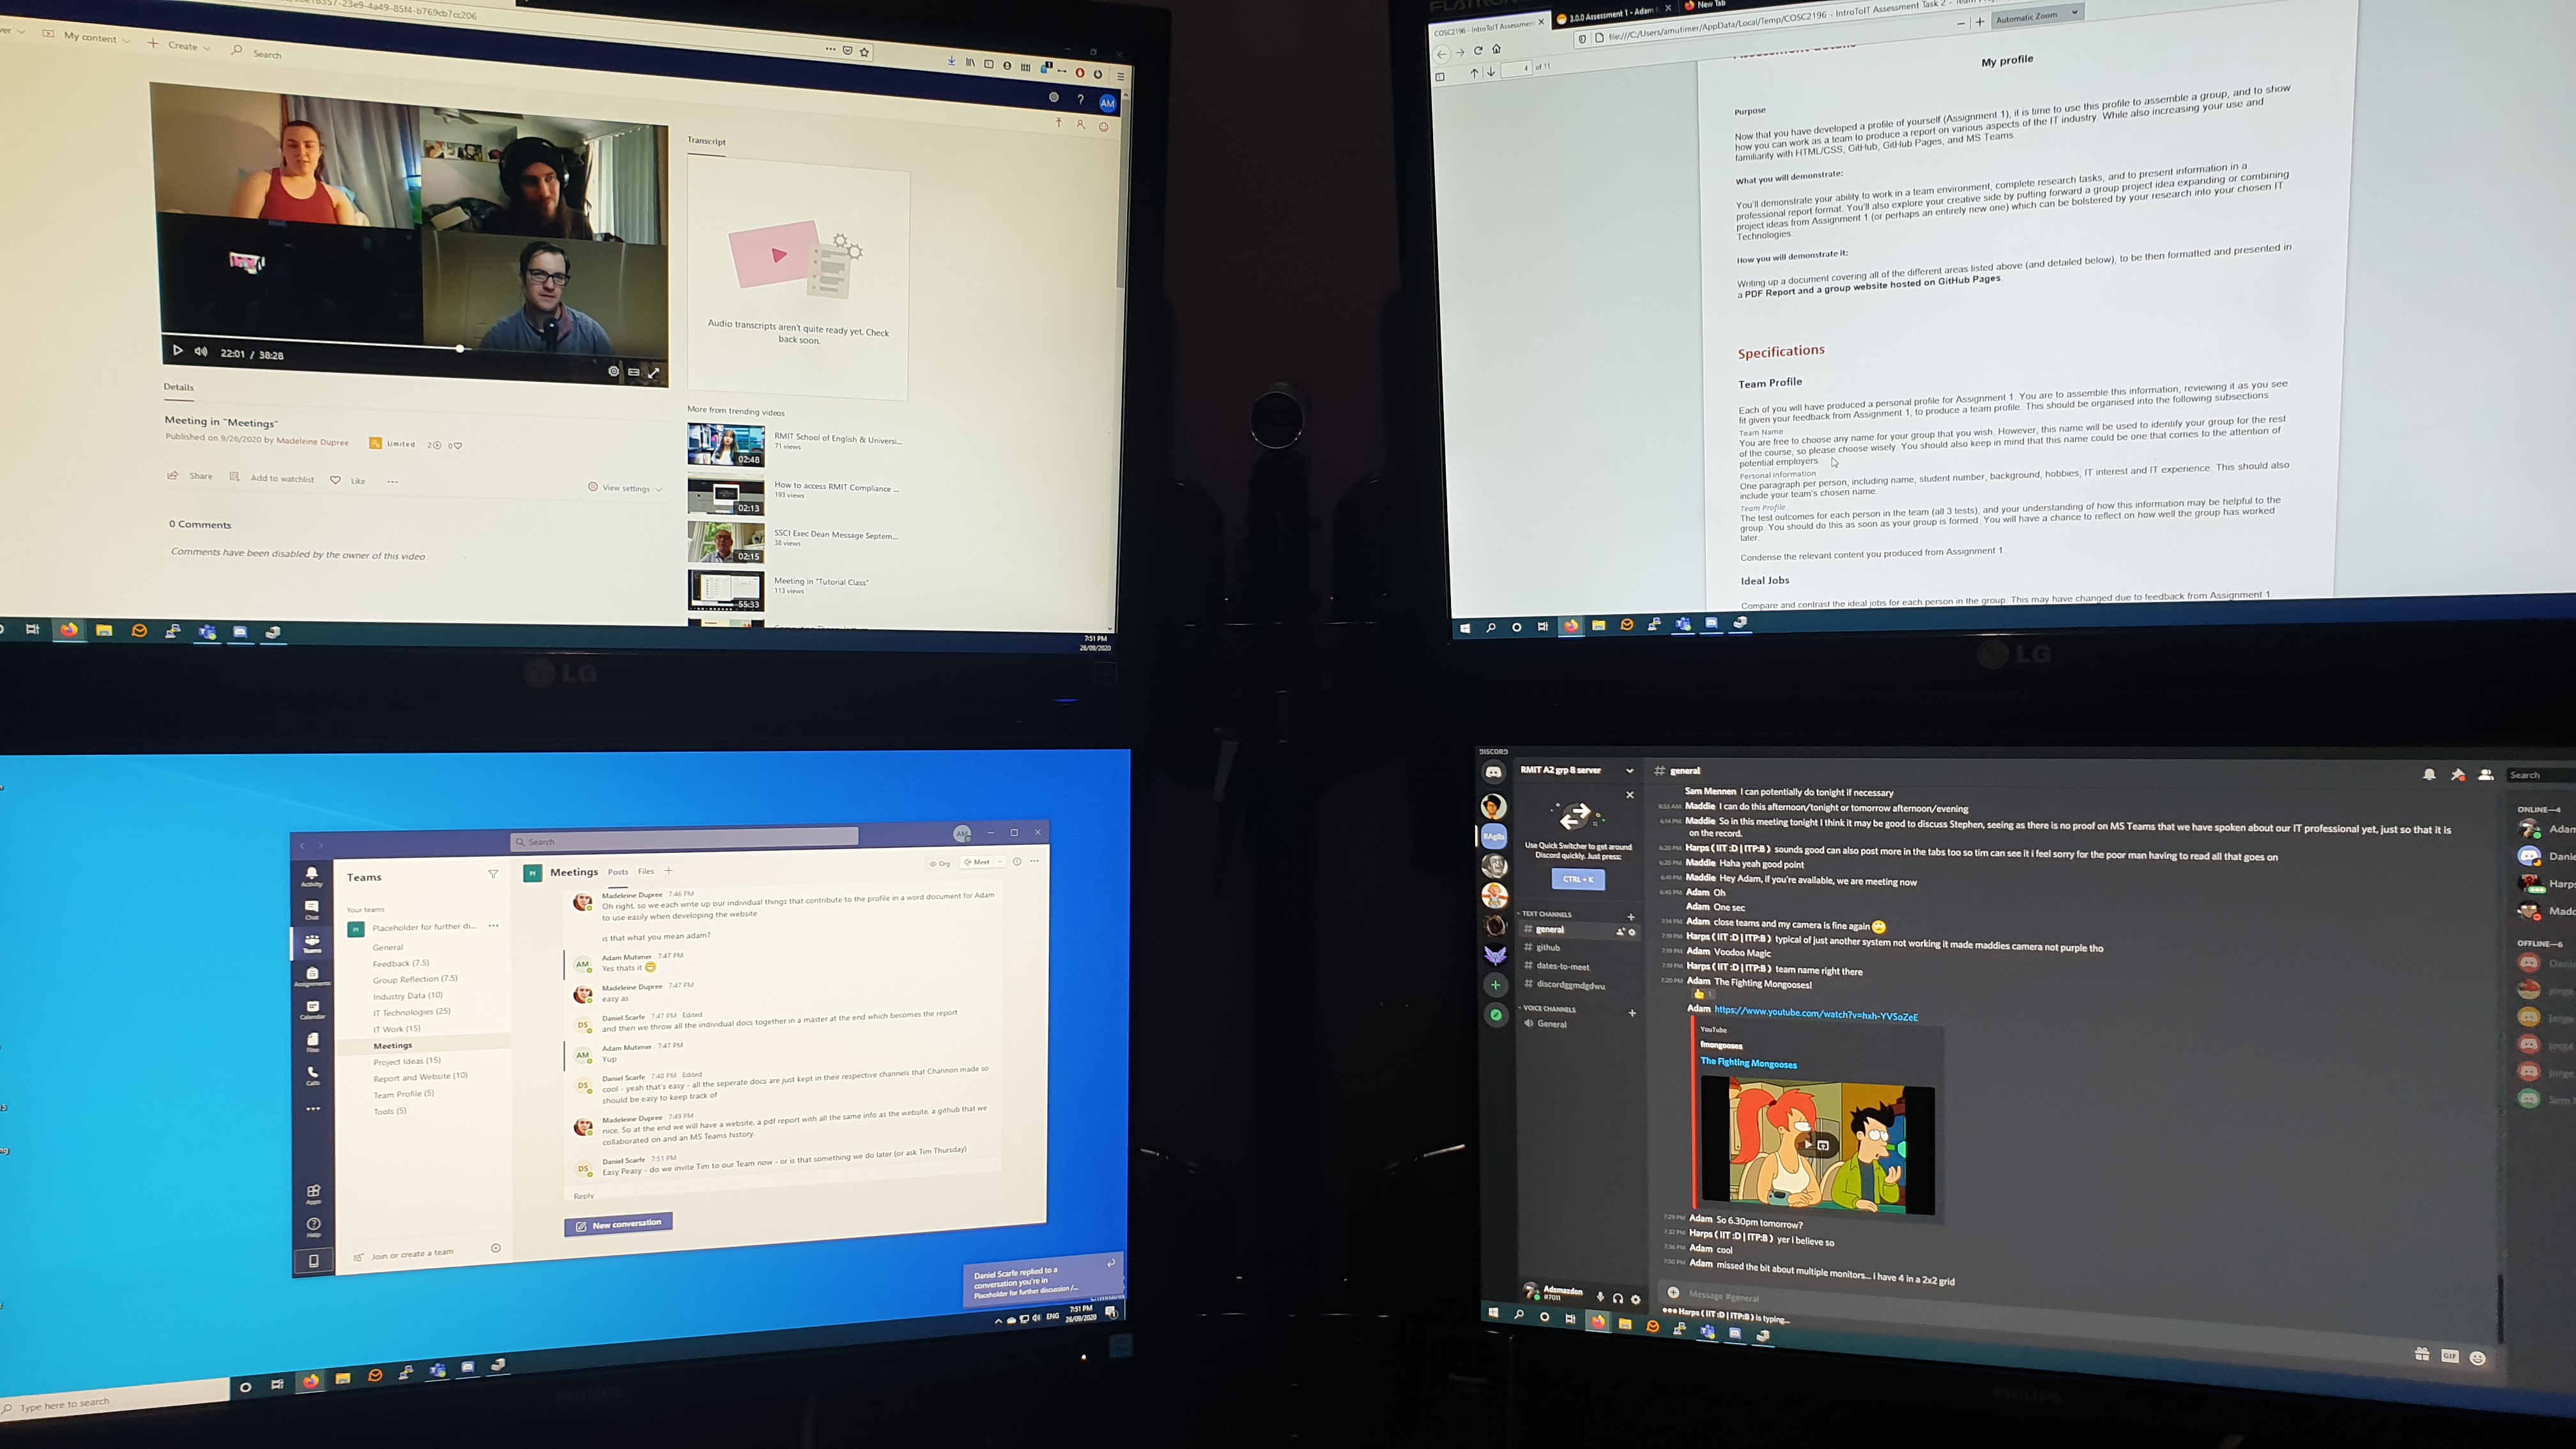 My content
Create
Search
AM
Transcript
Audio transcripts aren't quite ready yet. Check
back soon.
22:01 / 38:28
Details
Meeting in "Meetings"
Published on 9/26/2020 by Madeleine Dupree
Limited
Share
Add to watchlist
Like
View settings
0 Comments
Comments have been disabled by the owner of this video
More from trending videos
RMIT School of English & Universi...
71 views
02:48
How to access RMIT Compliance ...
193 views
02:13
SSCI Exec Dean Message Septem...
38 views
02:15
Meeting in "Tutorial Class"
113 views
55:33
7:51 PM
26/09/2020
LG
COSC2196 - IntroToIT Assessment
3.0.0 Assessment 1 - Adam
New Tab
file:///C:/Users/amutimer/AppData/Local/Temp/COSC2196 - IntroToIT Assessment Task 2 -
4 of 11
Automatic Zoom
My profile
Purpose
Now that you have developed a profile of yourself (Assignment 1), it is time to use this profile to assemble a group, and to show
how you can work as a team to produce a report on various aspects of the IT industry. While also increasing your use and
familiarity with HTML/CSS, GitHub, GitHub Pages, and MS Teams.
What you will demonstrate:
You'll demonstrate your ability to work in a team environment, complete research tasks, and to present information in a
professional report format. You'll also explore your creative side by putting forward a group project idea expanding or combining
project ideas from Assignment 1 (or perhaps an entirely new one) which can be bolstered by your research into your chosen IT
Technologies.
How you will demonstrate it:
Writing up a document covering all of the different areas listed above (and detailed below), to be then formatted and presented in
a PDF Report and a group website hosted on GitHub Pages.
Specifications
Team Profile
Each of you will have produced a personal profile for Assignment 1. You are to assemble this information, reviewing it as you see
fit given your feedback from Assignment 1, to produce a team profile. This should be organised into the following subsections.
Team Name
You are free to choose any name for your group that you wish. However, this name will be used to identify your group for the rest
of the course, so please choose wisely. You should also keep in mind that this name could be one that comes to the attention of
potential employers.
Personal Information
One paragraph per person, including name, student number, background, hobbies, IT interest and IT experience. This should also
include your team's chosen name.
Team Profile
The test outcomes for each person in the team (all 3 tests), and your understanding of how this information may be helpful to the
group. You should do this as soon as your group is formed. You will have a chance to reflect on how well the group has worked
later.
Condense the relevant content you produced from Assignment 1.
Ideal Jobs
Compare and contrast the ideal jobs for each person in the group. This may have changed due to feedback from Assignment 1
LG
Search
AM
Activity
Chat
Teams
Assignments
Calendar
Files
Calls
Apps
Help
Teams
Your teams
PI
Placeholder for further di...
General
Feedback (7.5)
Group Reflection (7.5)
Industry Data (10)
IT Technologies (25)
IT Work (15)
Meetings
Project Ideas (15)
Report and Website (10)
Team Profile (5)
Tools (5)
Join or create a team
PI
Meetings
Posts
Files
Org
Meet
Madeleine Dupree 7:46 PM
Oh right, so we each write up our individual things that contribute to the profile in a word document for Adam
to use easily when developing the website
is that what you mean adam?
AM
Adam Mutimer 7:47 PM
Yes thats it
Madeleine Dupree 7:47 PM
easy as
DS
Daniel Scarfe 7:47 PM Edited
and then we throw all the individual docs together in a master at the end which becomes the report
AM
Adam Mutimer 7:47 PM
Yup
DS
Daniel Scarfe 7:48 PM Edited
cool - yeah that's easy - all the seperate docs are just kept in their respective channels that Channon made so
should be easy to keep track of
Madeleine Dupree 7:49 PM
nice. So at the end we will have a website, a pdf report with all the same info as the website, a github that we
collaborated on and an MS Teams history.
DS
Daniel Scarfe 7:51 PM
Easy Peasy - do we invite Tim to our Team now - or is that something we do later (or ask Tim Thursday)
Reply
New conversation
Daniel Scarfe replied to a
conversation you're in
Placeholder for further discussion /...
ENG
7:51 PM
26/09/2020
Type here to search
PHILIPS
DISCORD
RMIT A2 grp 8 server
Use Quick Switcher to get around
Discord quickly. Just press:
CTRL + K
TEXT CHANNELS
# general
# github
# dates-to-meet
# discordggmdgdwu
VOICE CHANNELS
General
Adsmazdon
#7011
# general
Search
Sam Mennen I can potentially do tonight if necessary
Maddie I can do this afternoon/tonight or tomorrow afternoon/evening
Maddie So in this meeting tonight I think it may be good to discuss Stephen, seeing as there is no proof on MS Teams that we have spoken about our IT professional yet, just so that it is
on the record.
Harps ( IIT :D | ITP:B ) sounds good can also post more in the tabs too so tim can see it i feel sorry for the poor man having to read all that goes on
Maddie Haha yeah good point
Maddie Hey Adam, if you're available, we are meeting now
Adam Oh
Adam One sec
Adam close teams and my camera is fine again
Harps ( IIT :D | ITP:B ) typical of just another system not working it made maddies camera not purple tho
Adam Voodoo Magic
Harps ( IIT :D | ITP:B ) team name right there
Adam The Fighting Mongooses!
1
Adam https://www.youtube.com/watch?v=hxh-YVSoZeE
YouTube
fmongooses
The Fighting Mongooses
7:29 PM Adam So 6.30pm tomorrow?
7:32 PM Harps ( IIT :D | ITP:B ) yer i believe so
7:36 PM Adam cool
7:50 PM Adam missed the bit about multiple monitors... i have 4 in a 2x2 grid
Message #general
Harps ( IIT :D | ITP:B ) is typing...
GIF
ONLINE—4
Adam
OFFLINE—6
PHILIPS